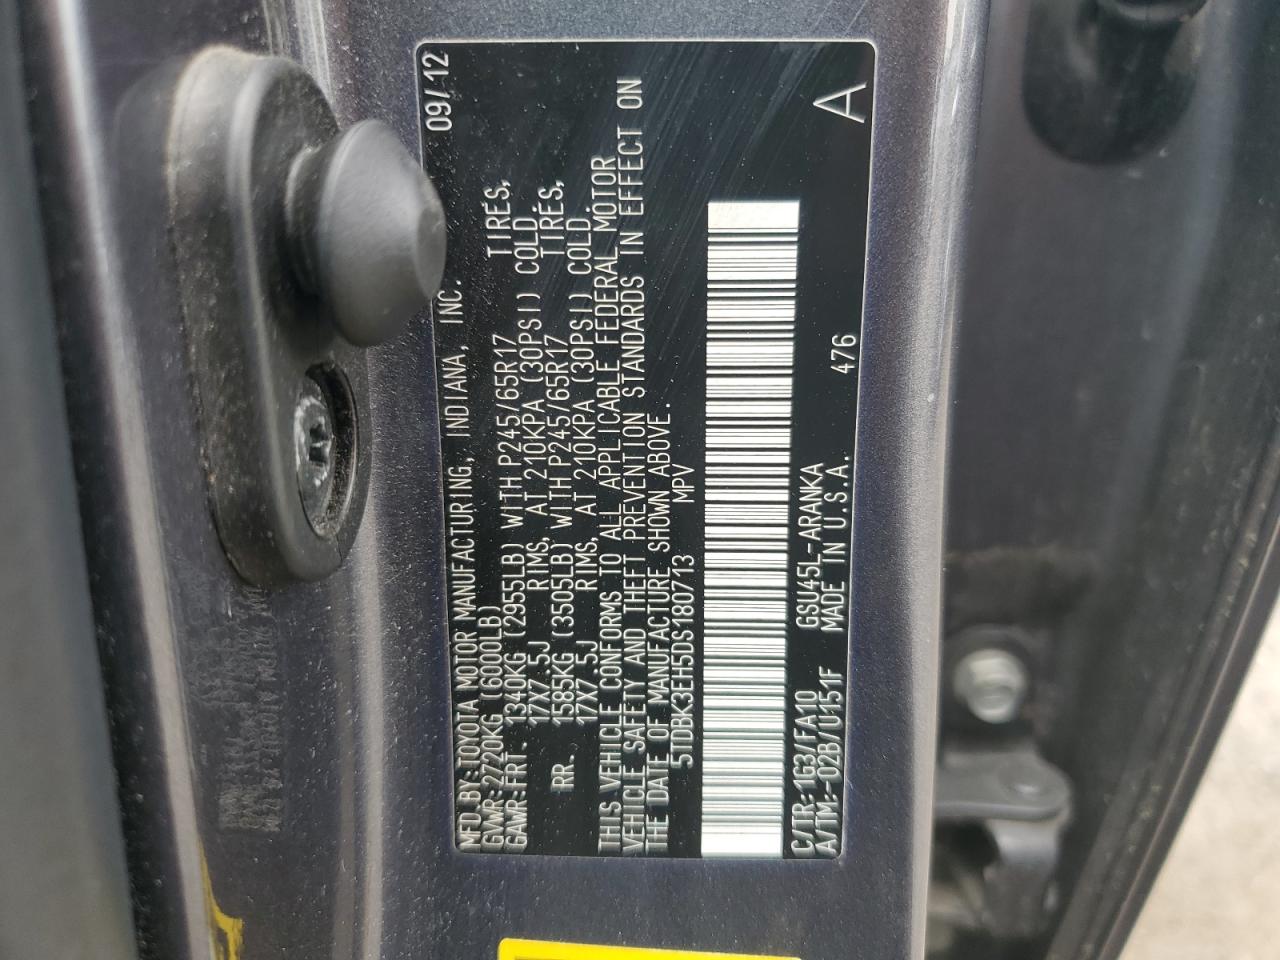 09/12
MFD.BY:TOYOTA MOTOR MANUFACTURING, INDIANA, INC.
GVWR:2720KG (6000LB)
GAWR:FRT. 1340KG (2955LB) WITH P245/65R17 TIRES,
17X7.5J RIMS, AT 210KPA (30PSI) COLD.
RR. 1585KG (3505LB) WITH P245/65R17 TIRES,
17X7.5J RIMS, AT 210KPA (30PSI) COLD.
THIS VEHICLE CONFORMS TO ALL APPLICABLE FEDERAL MOTOR
VEHICLE SAFETY AND THEFT PREVENTION STANDARDS IN EFFECT ON
THE DATE OF MANUFACTURE SHOWN ABOVE.
5TDBK3EH5DS180713 MPV
C/TR:1G3/FA10 GSU45L-ARANKA
A/TM:-02B/U151F MADE IN U.S.A. 476
A